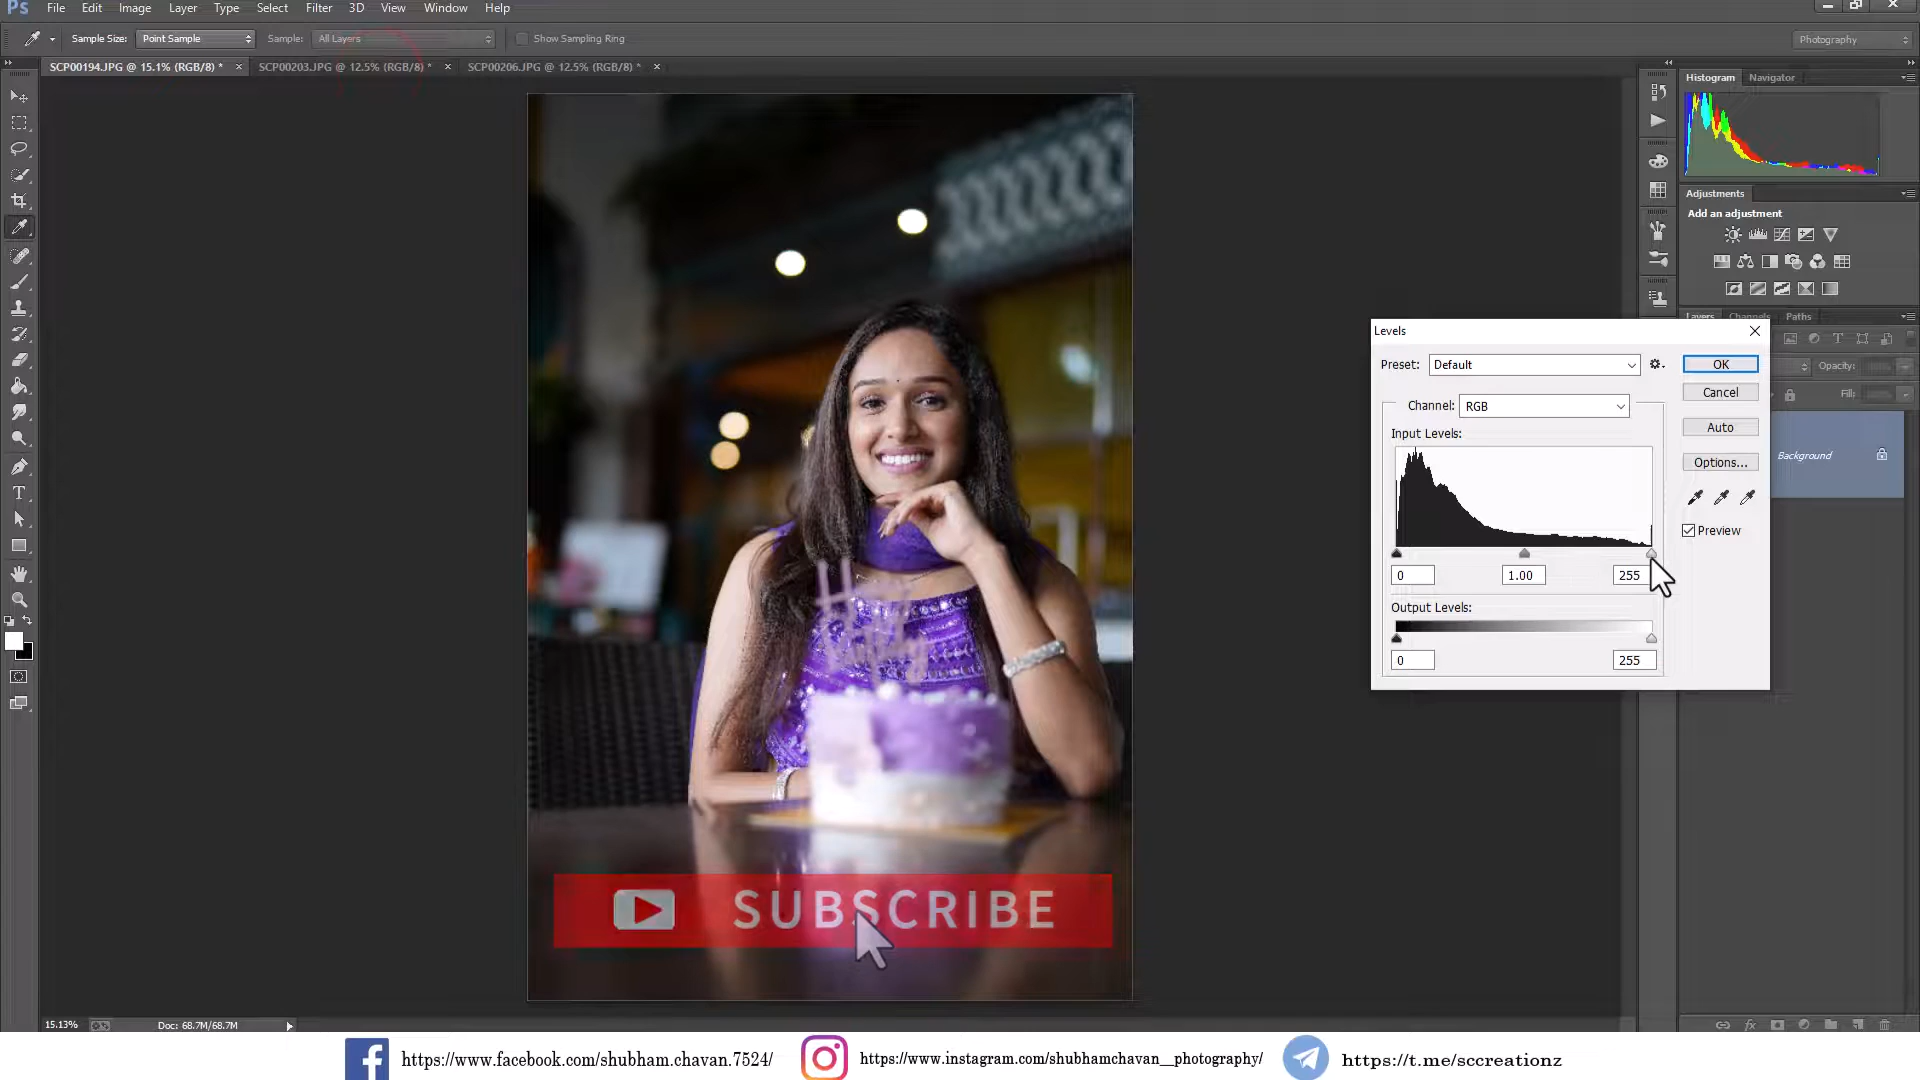 Ps File Edit Image Layer Type Select Filter 3D View Window Help
Sample Size: Point Sample Sample: All Layers Show Sampling Ring Photography
SCP00194.JPG @ 15.1% (RGB/8) * × SCP00203.JPG @ 12.5% (RGB/8) * × SCP00206.JPG @ 12.5% (RGB/8) * ×
Histogram Navigator
Adjustments
Add an adjustment
Layers Channels Paths
Opacity:
Fill:
Background
Levels
Preset: Default
OK
Cancel
Channel: RGB
Auto
Input Levels:
Options...
Preview
0 1.00 255
Output Levels:
0 255
SUBSCRIBE
15.13% Doc: 68.7M/68.7M
https://www.facebook.com/shubham.chavan.7524/ https://www.instagram.com/shubhamchavan__photography/ https://t.me/sccreationz